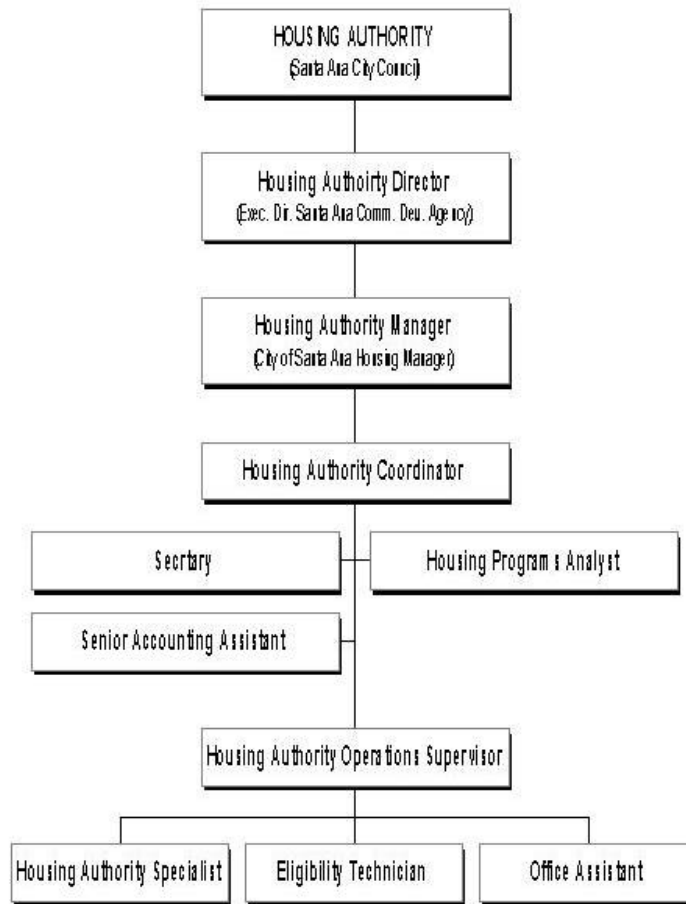 HOUSING AUTHORITY
(Santa Ana City Council)
Housing Authoirty Director
(Exec. Dir. Santa Ana Comm. Dev. Agency)
Housing Authority Manager
(City of Santa Ana Housing Manager)
Housing Authority Coordinator
Secrtary
Housing Programs Analyst
Senior Accounting Assistant
Housing Authority Operations Supervisor
Housing Authority Specialist
Eligibility Technician
Office Assistant